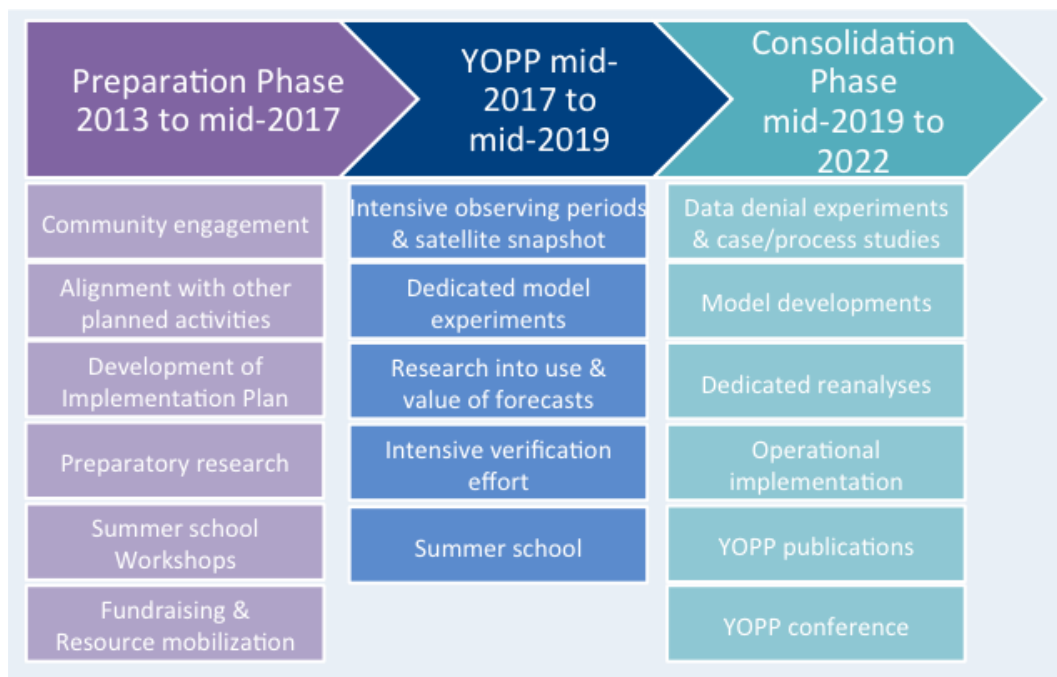 Preparation Phase
2013 to mid-2017
YOPP mid-
2017 to
mid-2019
Consolidation
Phase
mid-2019 to
2022
Community engagement
Alignment with other
planned activities
Development of
Implementation Plan
Preparatory research
Summer school
Workshops
Fundraising &
Resource mobilization
Intensive observing periods
& satellite snapshot
Dedicated model
experiments
Research into use &
value of forecasts
Intensive verification
effort
Summer school
Data denial experiments
& case/process studies
Model developments
Dedicated reanalyses
Operational
implementation
YOPP publications
YOPP conference